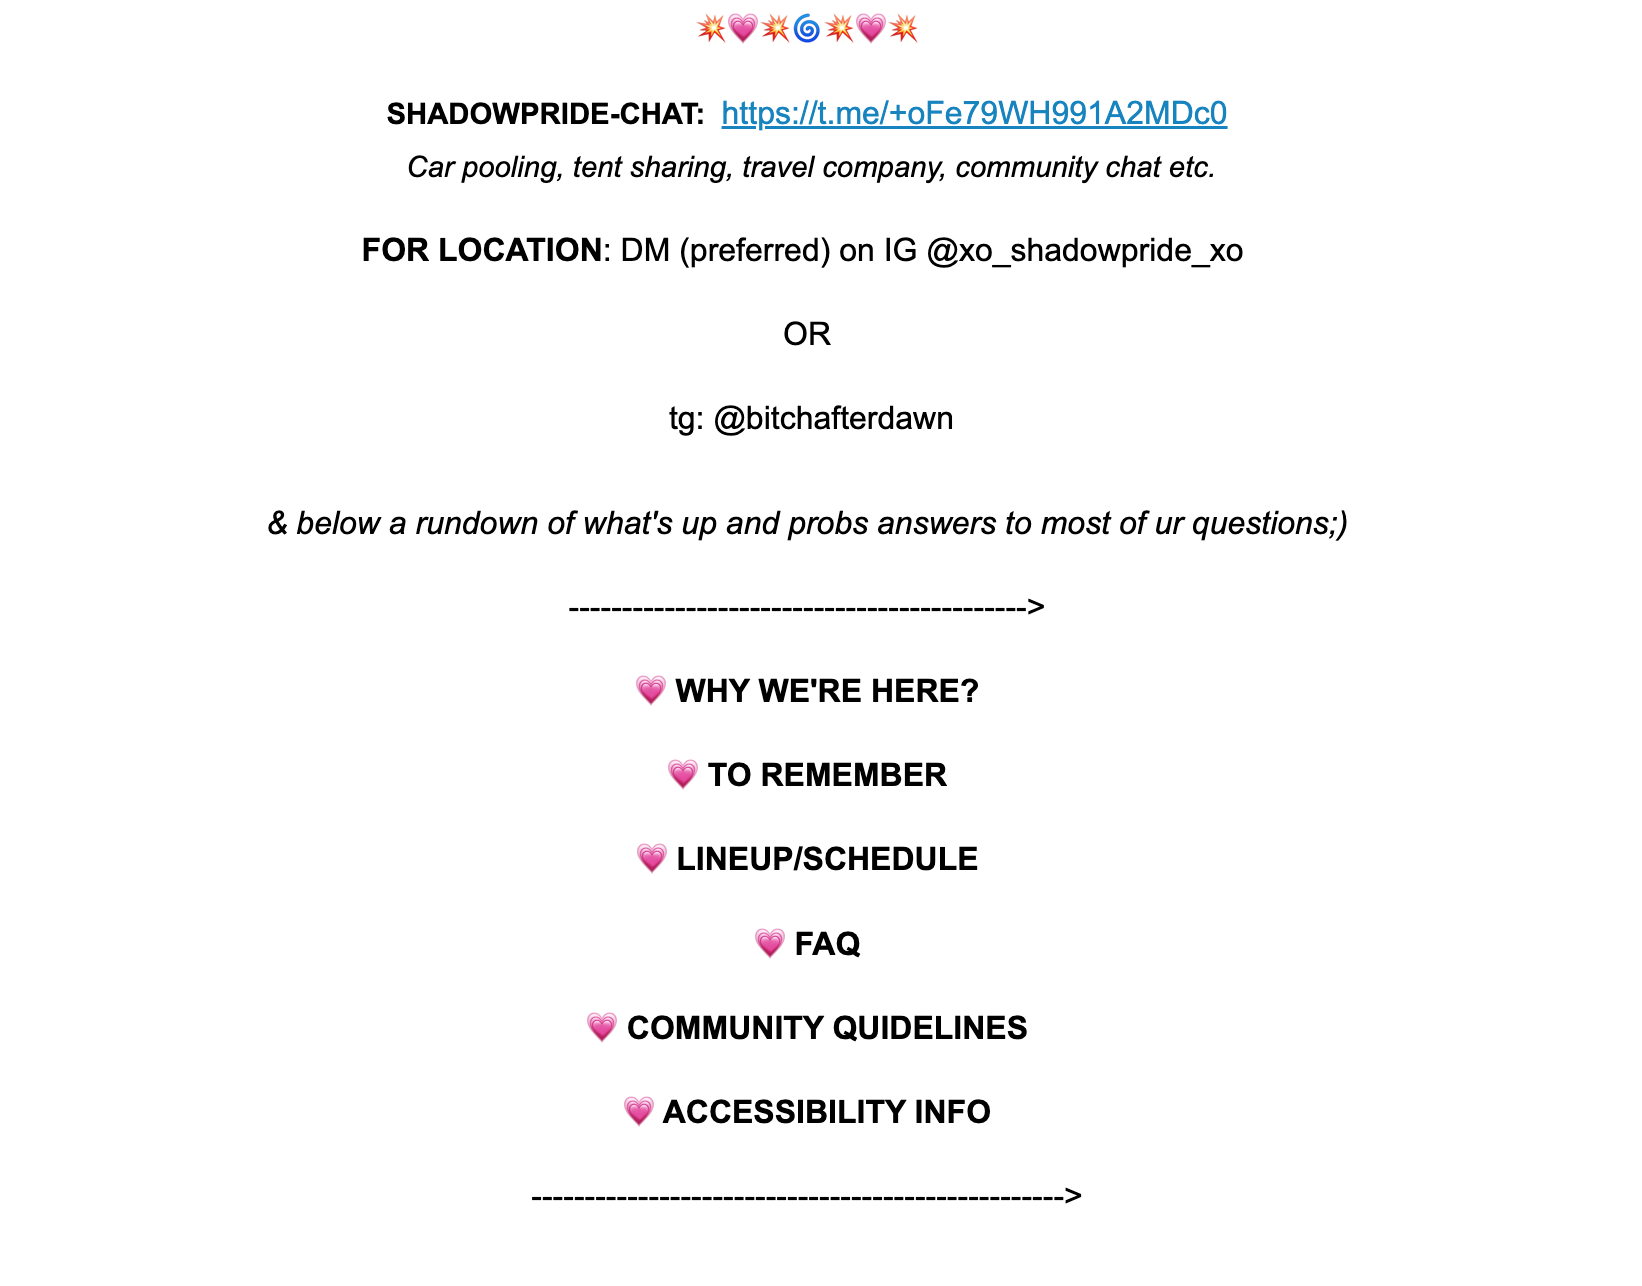 💥💗💥🌀💥💗💥
SHADOWPRIDE-CHAT: https://t.me/+oFe79WH991A2MDc0
Car pooling, tent sharing, travel company, community chat etc.
FOR LOCATION: DM (preferred) on IG @xo_shadowpride_xo
OR
tg: @bitchafterdawn
& below a rundown of what's up and probs answers to most of ur questions;)
------------------------------------------->
💗 WHY WE'RE HERE?
💗 TO REMEMBER
💗 LINEUP/SCHEDULE
💗 FAQ
💗 COMMUNITY QUIDELINES
💗 ACCESSIBILITY INFO
-------------------------------------------------->